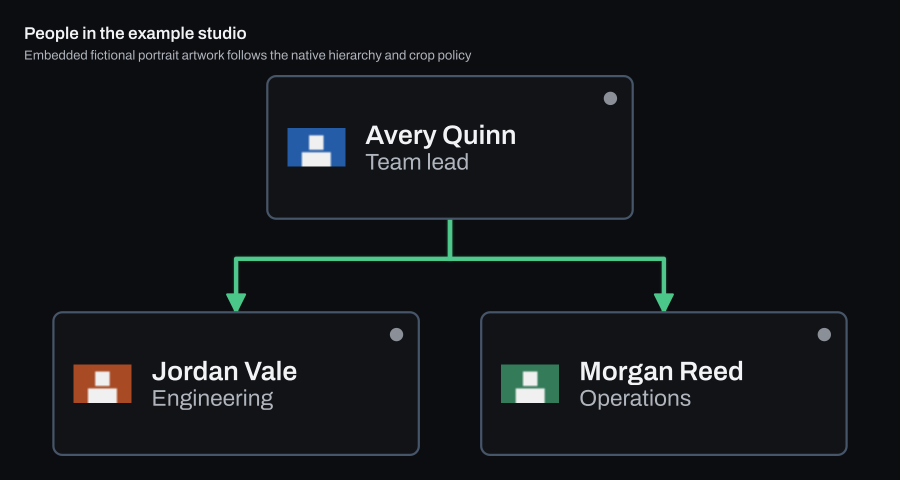 People in the example studio
Embedded fictional portrait artwork follows the native hierarchy and crop policy
Avery Quinn
Team lead
Jordan Vale
Engineering
Morgan Reed
Operations